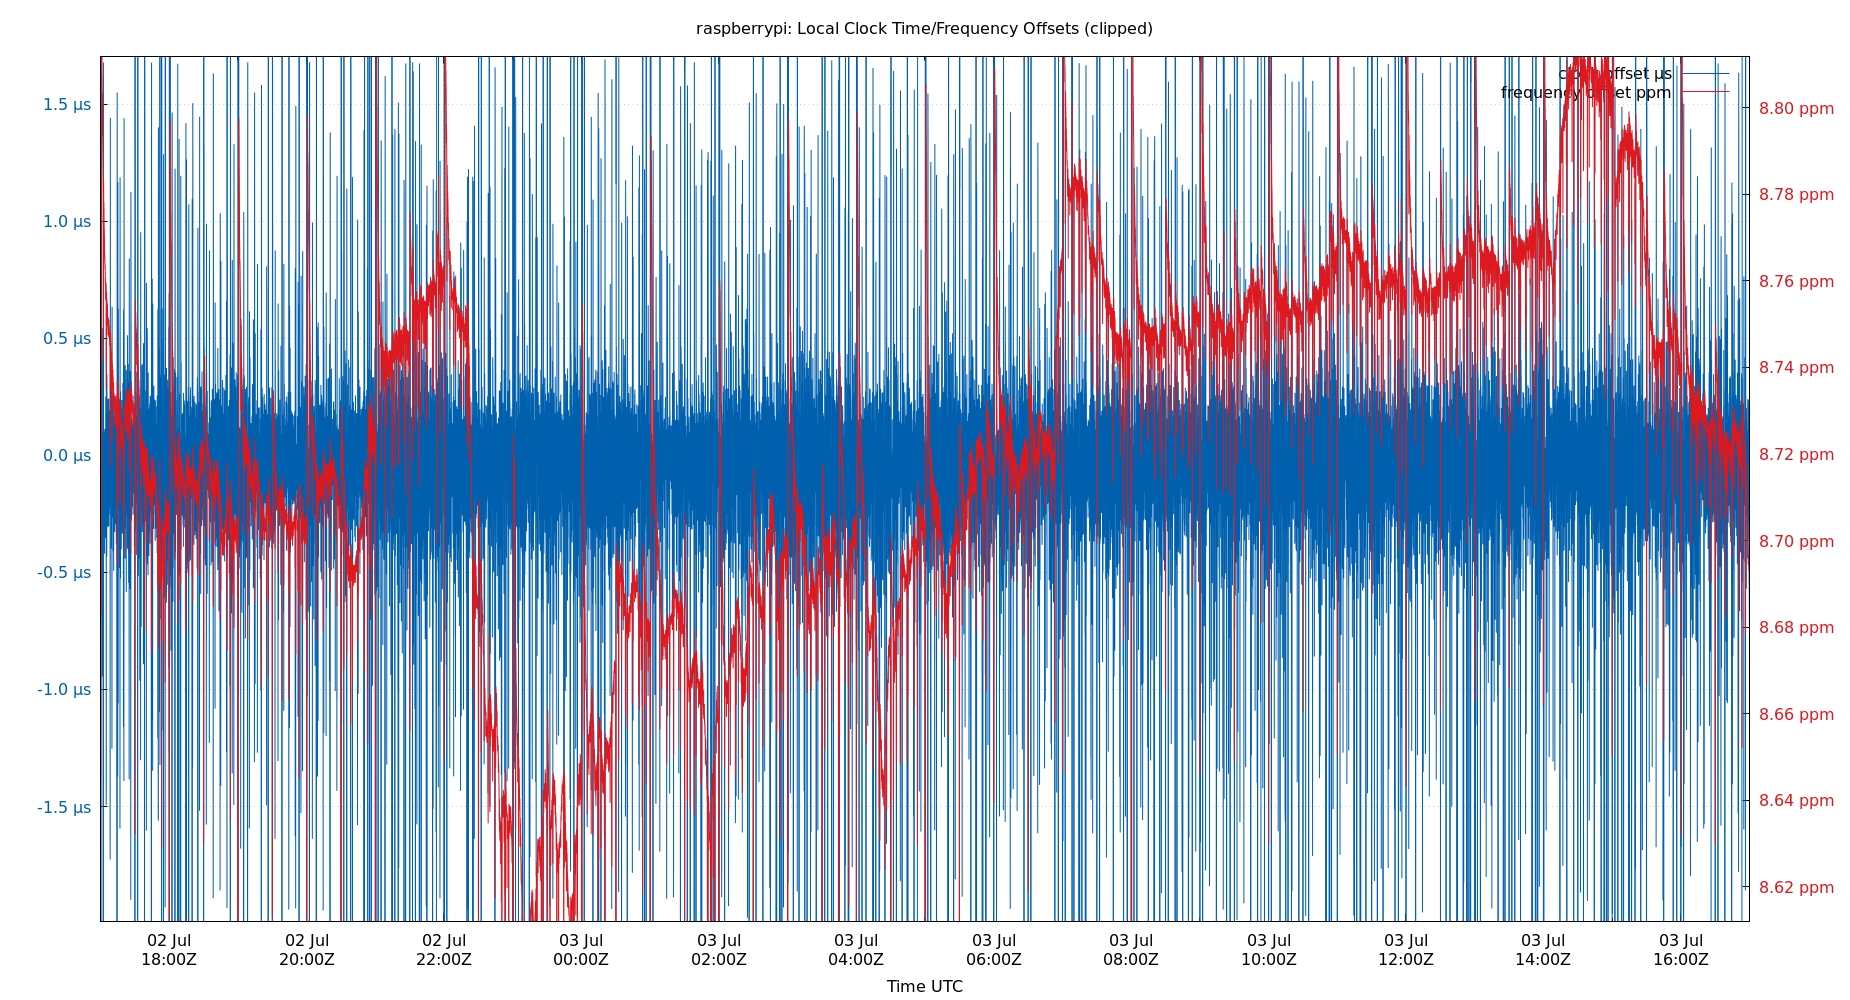 raspberrypi: Local Clock Time/Frequency Offsets (clipped)
clock offset µs
frequency offset ppm
1.5 µs
1.0 µs
0.5 µs
0.0 µs
-0.5 µs
-1.0 µs
-1.5 µs
8.80 ppm
8.78 ppm
8.76 ppm
8.74 ppm
8.72 ppm
8.70 ppm
8.68 ppm
8.66 ppm
8.64 ppm
8.62 ppm
02 Jul 02 Jul 02 Jul 03 Jul 03 Jul 03 Jul 03 Jul 03 Jul 03 Jul 03 Jul 03 Jul 03 Jul
18:00Z 20:00Z 22:00Z 00:00Z 02:00Z 04:00Z 06:00Z 08:00Z 10:00Z 12:00Z 14:00Z 16:00Z
Time UTC